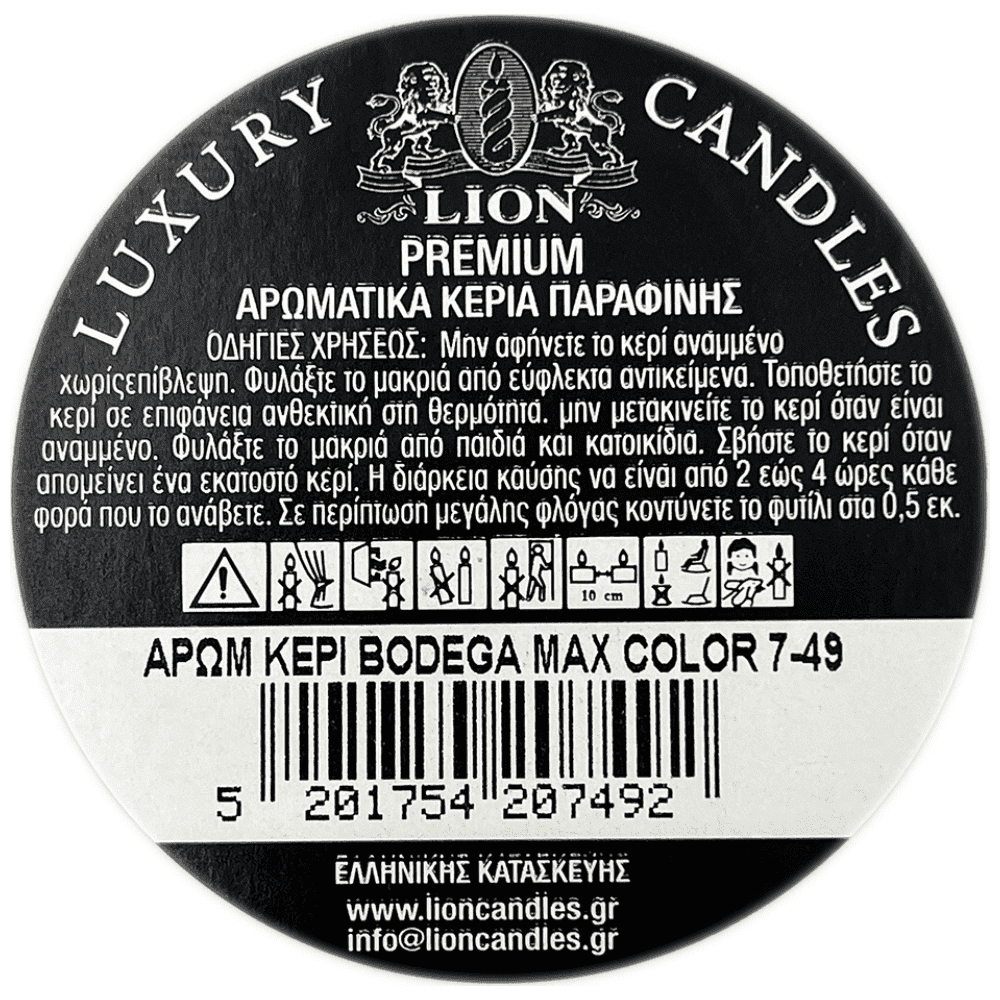 LUXURY CANDLES
LION
PREMIUM
ΑΡΩΜΑΤΙΚΑ ΚΕΡΙΑ ΠΑΡΑΦΙΝΗΣ
ΟΔΗΓΙΕΣ ΧΡΗΣΕΩΣ: Μην αφήνετε το κερί αναμμένο
χωρίςεπίβλεψη. Φυλάξτε το μακριά από εύφλεκτα αντικείμενα. Τοποθετήστε το
κερί σε επιφάνεια ανθεκτική στη θερμότητα. μην μετακινείτε το κερί όταν είναι
αναμμένο. Φυλάξτε το μακριά από παιδιά και κατοικίδια. Σβήστε το κερί όταν
απομείνει ένα εκατοστό κερί. Η διάρκεια καύσης να είναι από 2 εώς 4 ώρες κάθε
φορά που το ανάβετε. Σε περίπτωση μεγάλης φλόγας κοντύνετε το φυτίλι στα 0,5 εκ.
10 cm
ΑΡΩΜ ΚΕΡΙ BODEGA MAX COLOR 7-49
5 201754 207492
ΕΛΛΗΝΙΚΗΣ ΚΑΤΑΣΚΕΥΗΣ
www.lioncandles.gr
info@lioncandles.gr